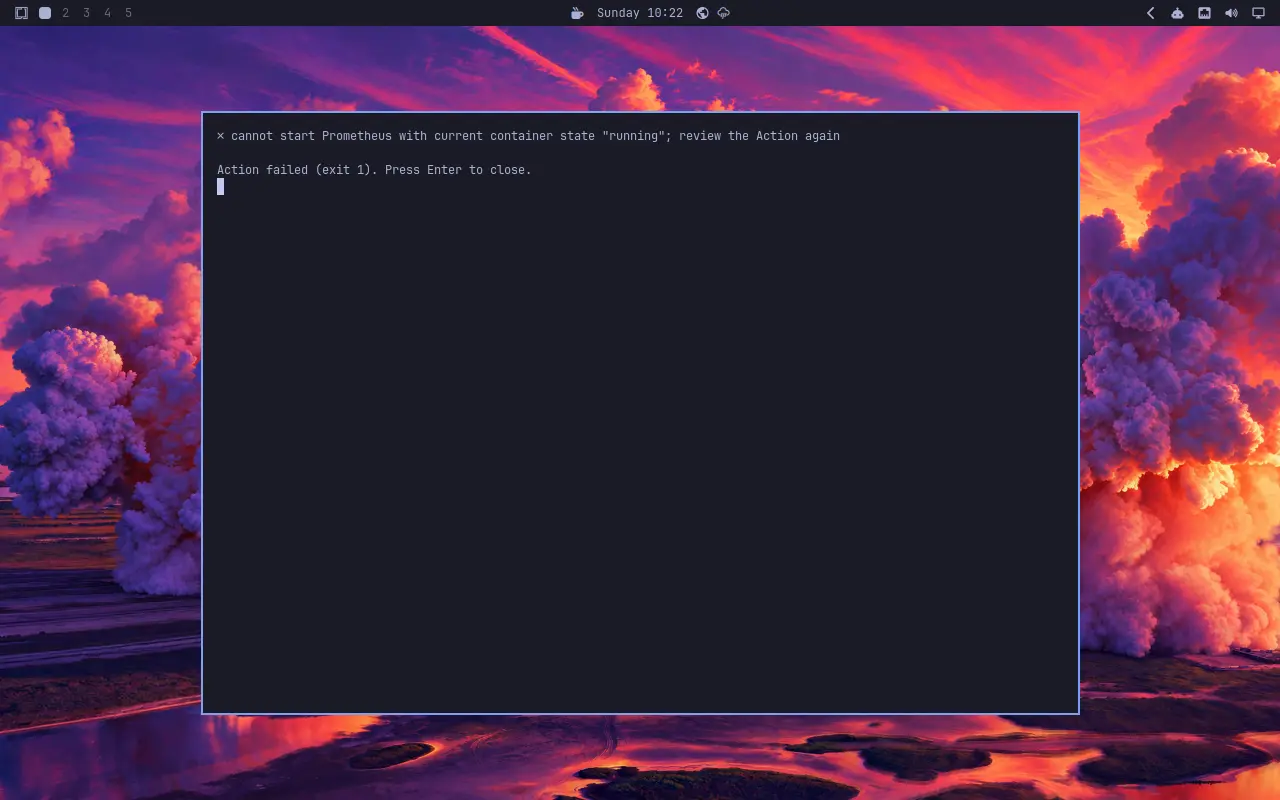 2 3 4 5 Sunday 10:22
× cannot start Prometheus with current container state "running"; review the Action again
Action failed (exit 1). Press Enter to close.